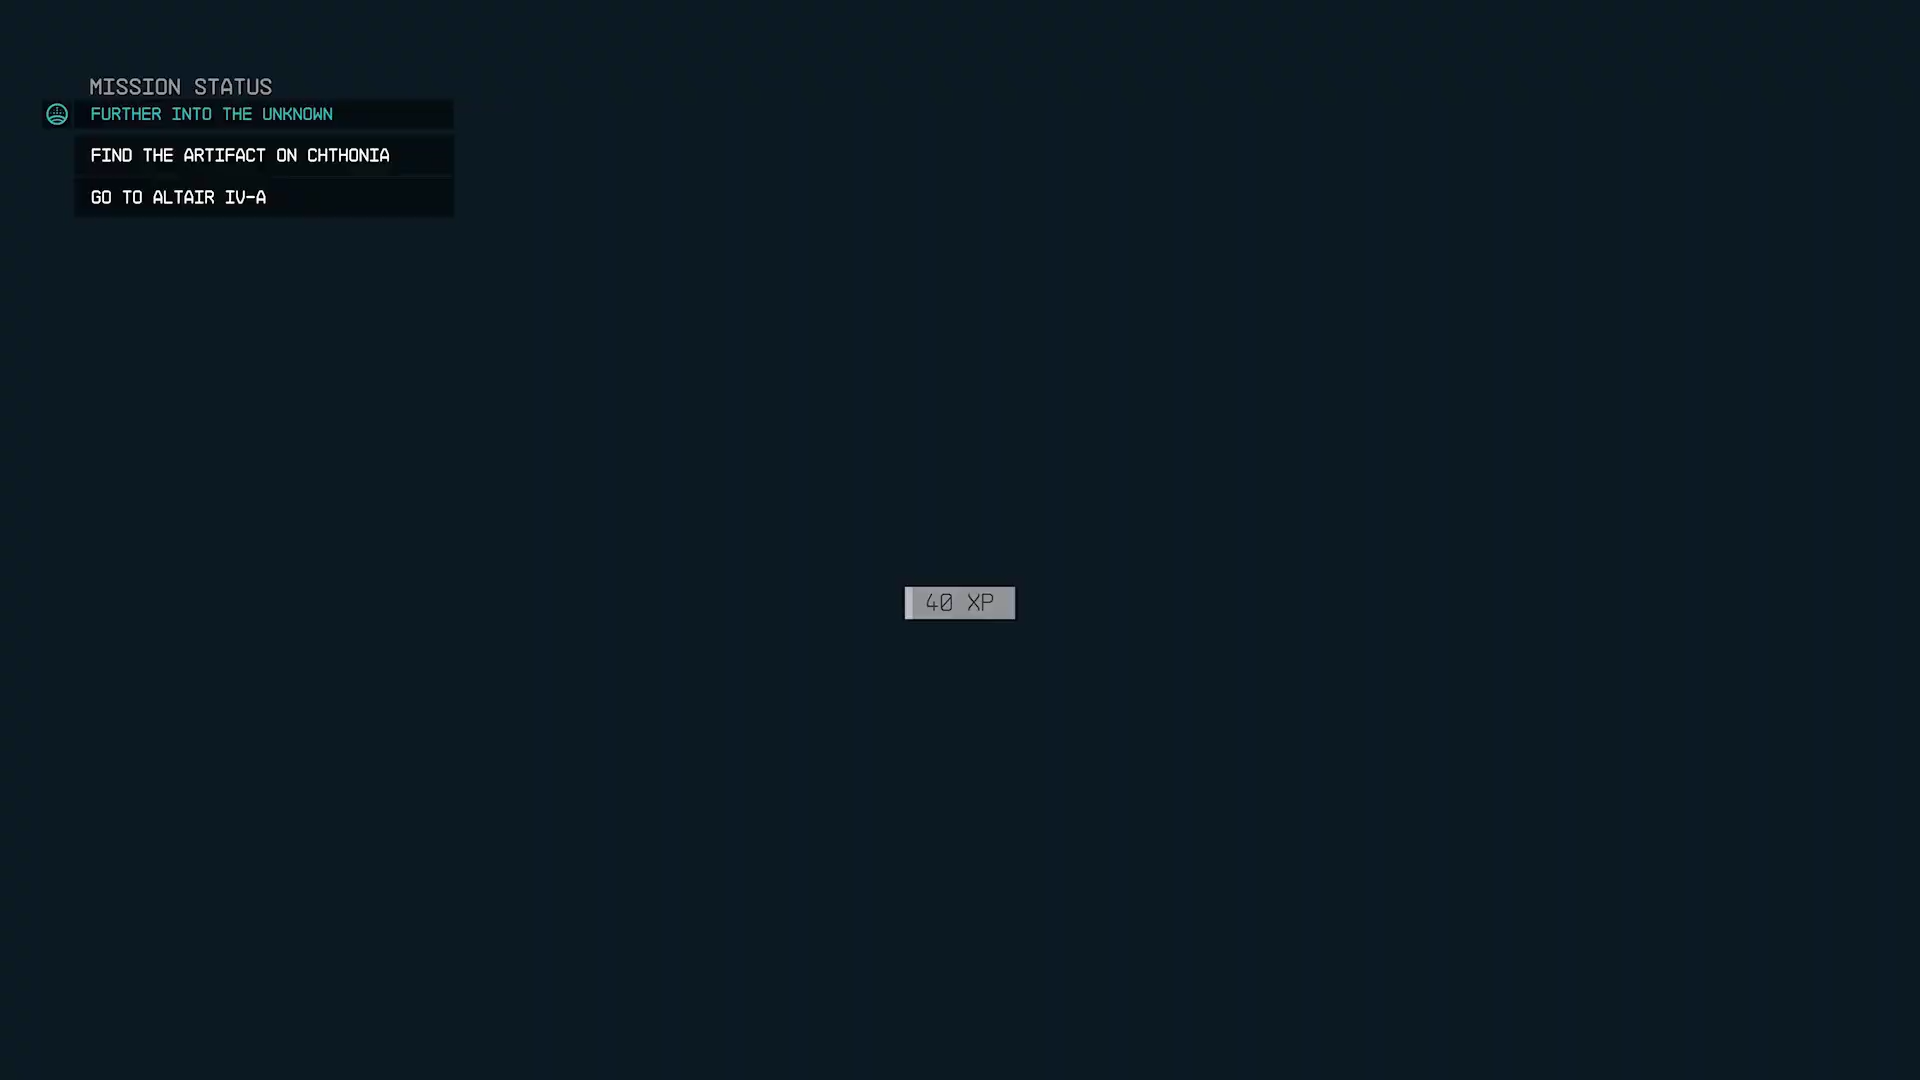 MISSION STATUS
FURTHER INTO THE UNKNOWN
FIND THE ARTIFACT ON CHTHONIA
GO TO ALTAIR IV-A
40 XP